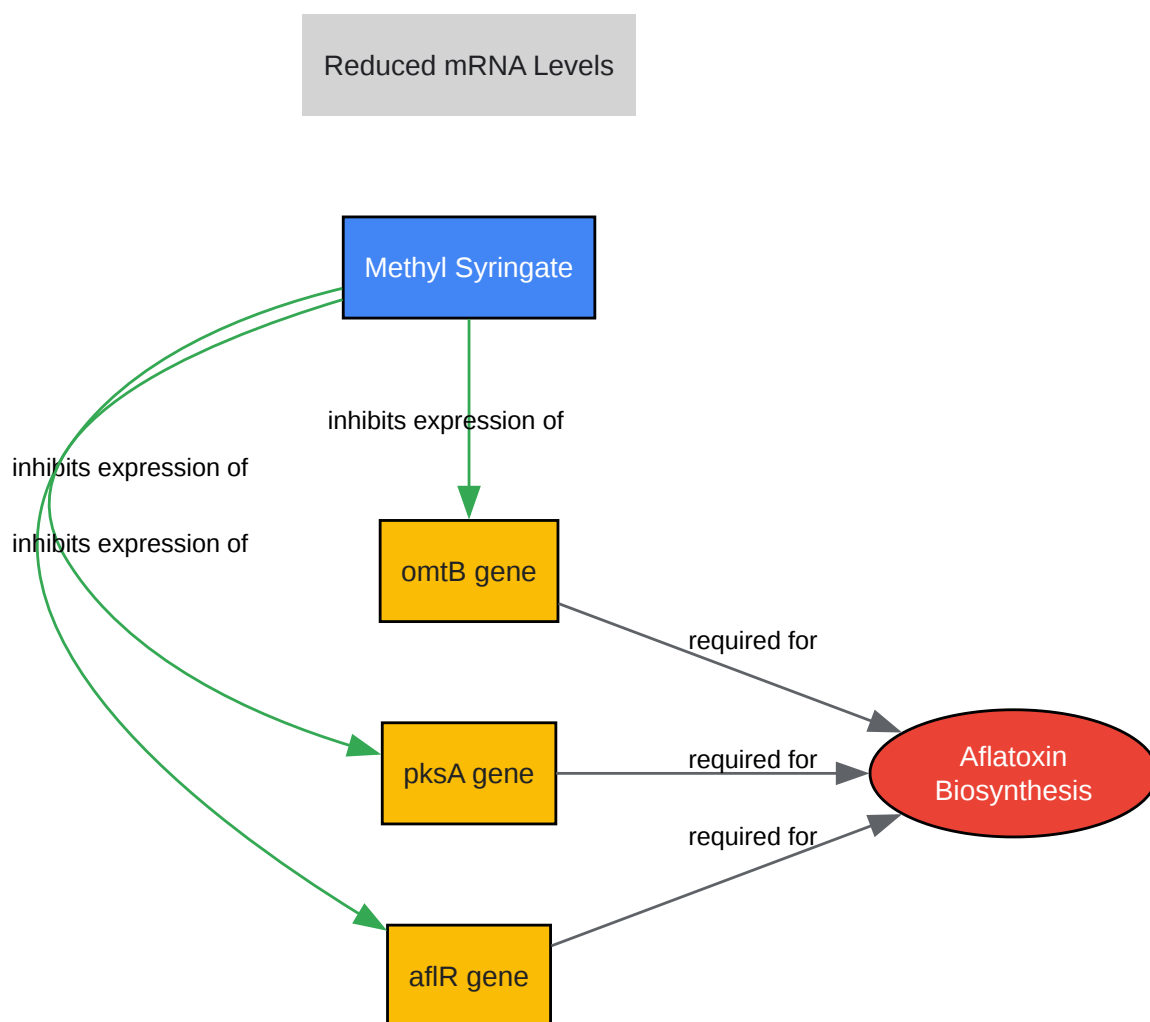 Reduced mRNA Levels
Methyl Syringate
inhibits expression of
inhibits expression of
inhibits expression of
omtB gene
required for
pksA gene
required for
Aflatoxin
Biosynthesis
required for
aflR gene